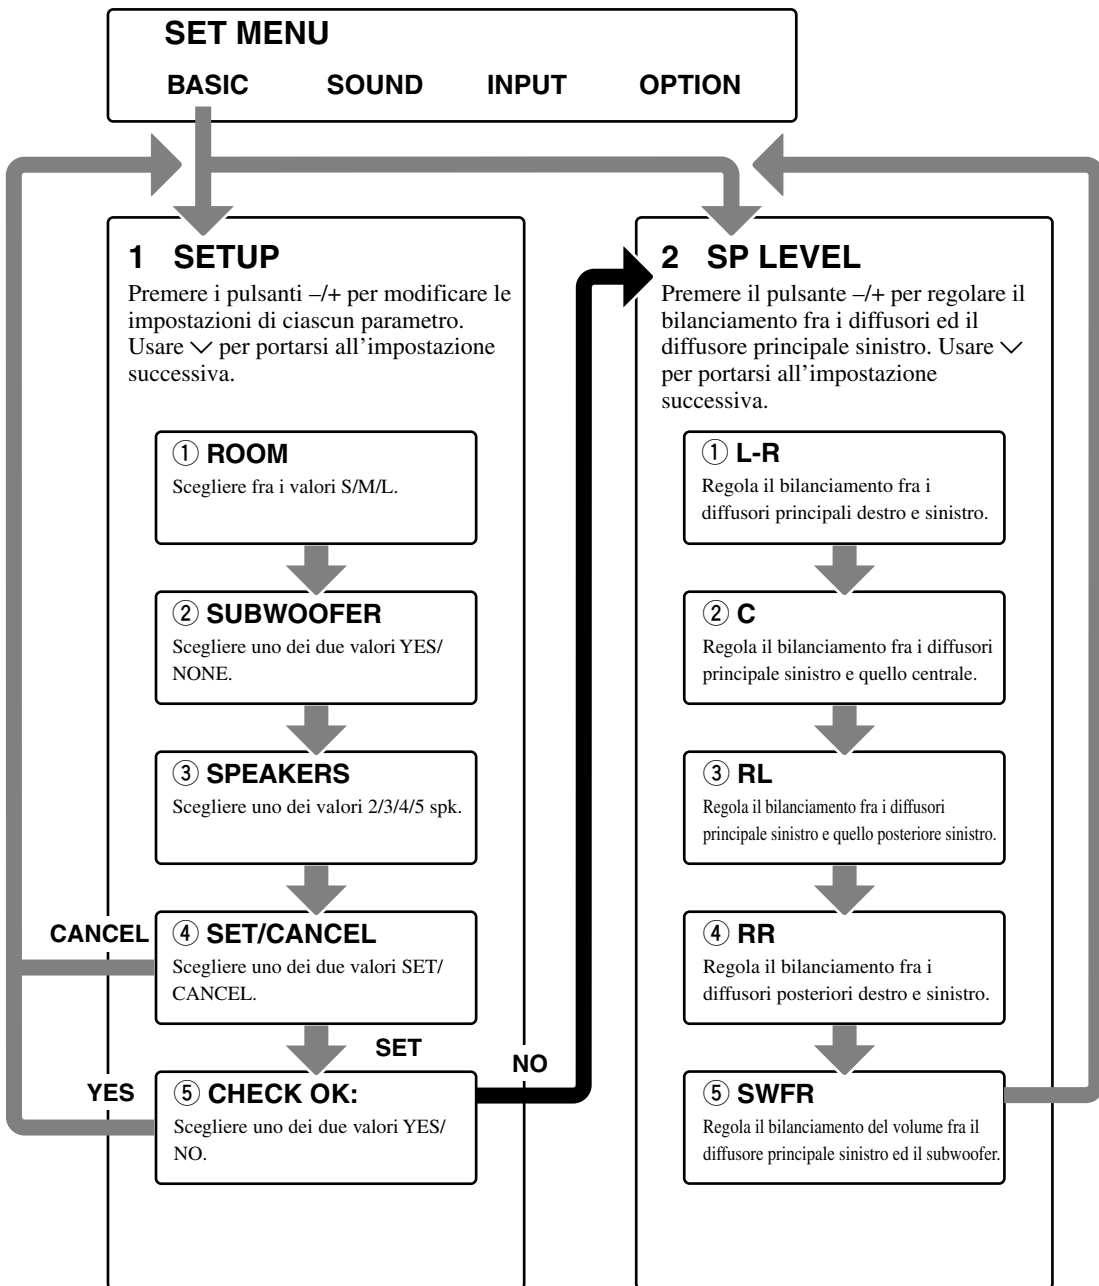 SET MENU
BASIC SOUND INPUT OPTION
1 SETUP
Premere i pulsanti –/+ per modificare le
impostazioni di ciascun parametro.
Usare ∨ per portarsi all'impostazione
successiva.
① ROOM
Scegliere fra i valori S/M/L.
② SUBWOOFER
Scegliere uno dei due valori YES/
NONE.
③ SPEAKERS
Scegliere uno dei valori 2/3/4/5 spk.
CANCEL
④ SET/CANCEL
Scegliere uno dei due valori SET/
CANCEL.
SET
NO
YES
⑤ CHECK OK:
Scegliere uno dei due valori YES/
NO.
2 SP LEVEL
Premere il pulsante –/+ per regolare il
bilanciamento fra i diffusori ed il
diffusore principale sinistro. Usare ∨
per portarsi all'impostazione
successiva.
① L-R
Regola il bilanciamento fra i
diffusori principali destro e sinistro.
② C
Regola il bilanciamento fra i diffusori
principale sinistro e quello centrale.
③ RL
Regola il bilanciamento fra i diffusori
principale sinistro e quello posteriore sinistro.
④ RR
Regola il bilanciamento fra i
diffusori posteriori destro e sinistro.
⑤ SWFR
Regola il bilanciamento del volume fra il
diffusore principale sinistro ed il subwoofer.